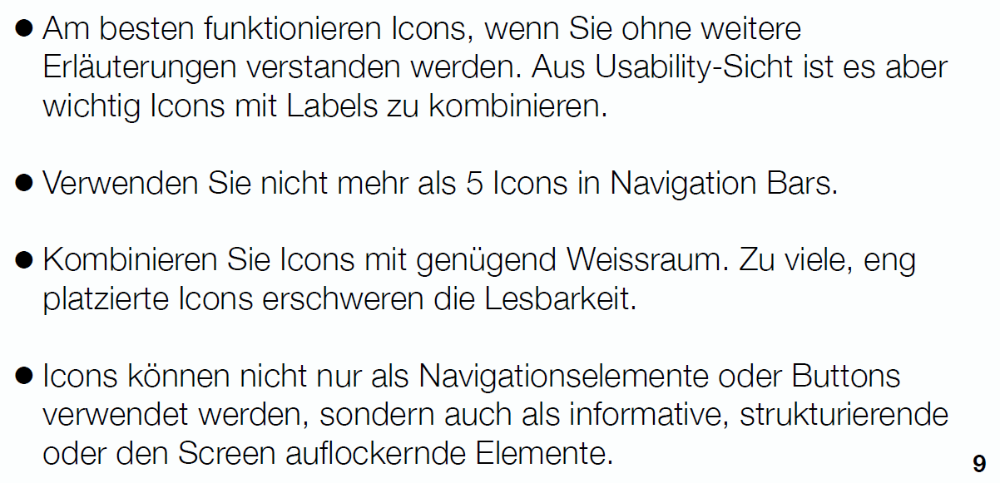 ● Am besten funktionieren Icons, wenn Sie ohne weitere
Erläuterungen verstanden werden. Aus Usability-Sicht ist es aber
wichtig Icons mit Labels zu kombinieren.
● Verwenden Sie nicht mehr als 5 Icons in Navigation Bars.
● Kombinieren Sie Icons mit genügend Weissraum. Zu viele, eng
platzierte Icons erschweren die Lesbarkeit.
● Icons können nicht nur als Navigationselemente oder Buttons
verwendet werden, sondern auch als informative, strukturierende
oder den Screen auflockernde Elemente.
9